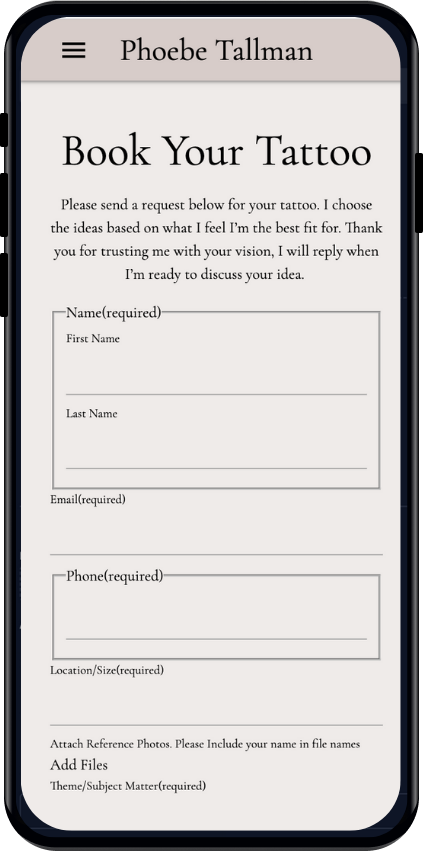 Phoebe Tallman
Book Your Tattoo
Please send a request below for your tattoo. I choose
the ideas based on what I feel I'm the best fit for. Thank
you for trusting me with your vision, I will reply when
I'm ready to discuss your idea.
Name(required)
First Name
Last Name
Email(required)
Phone(required)
Location/Size(required)
Attach Reference Photos. Please Include your name in file names
Add Files
Theme/Subject Matter(required)